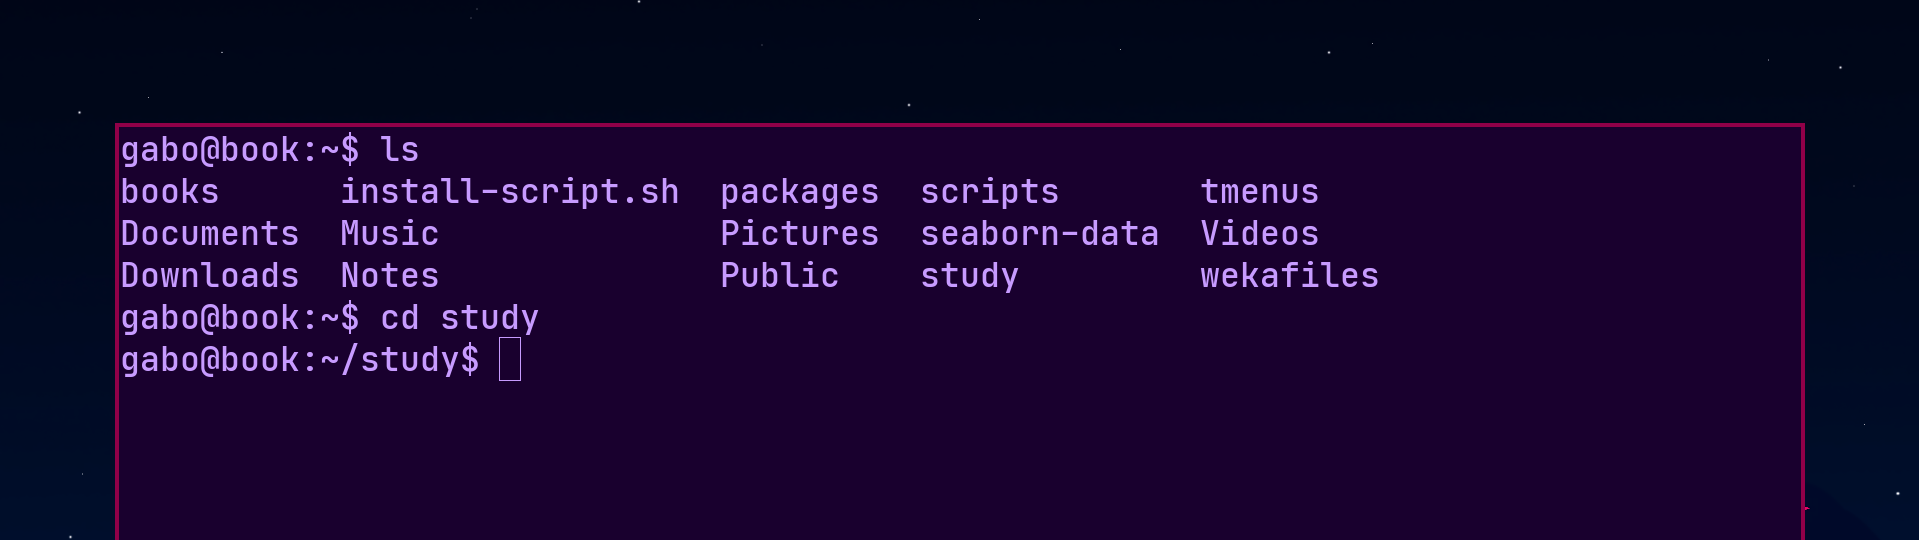 gabo@book:~$ ls
books      install-script.sh  packages  scripts       tmenus
Documents  Music              Pictures  seaborn-data  Videos
Downloads  Notes              Public    study         wekafiles
gabo@book:~$ cd study
gabo@book:~/study$